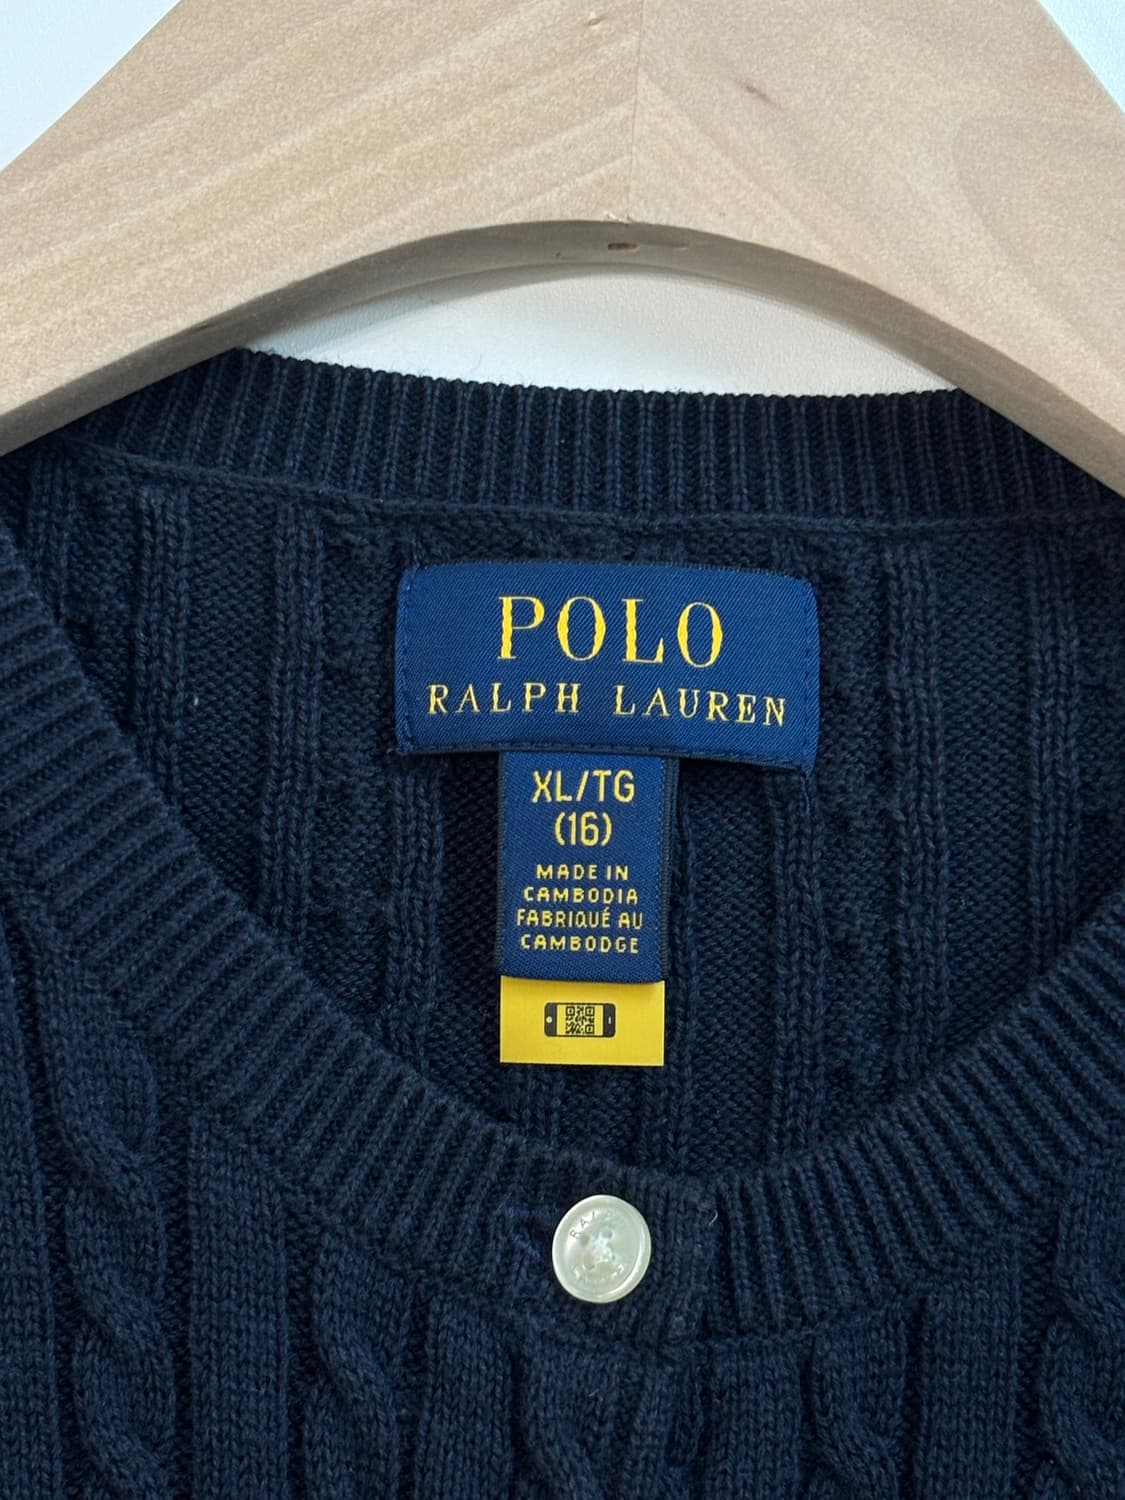 POLO
RALPH LAUREN
XL/TG
(16)
MADE IN
CAMBODIA
FABRIQUÉ AU
CAMBODGE